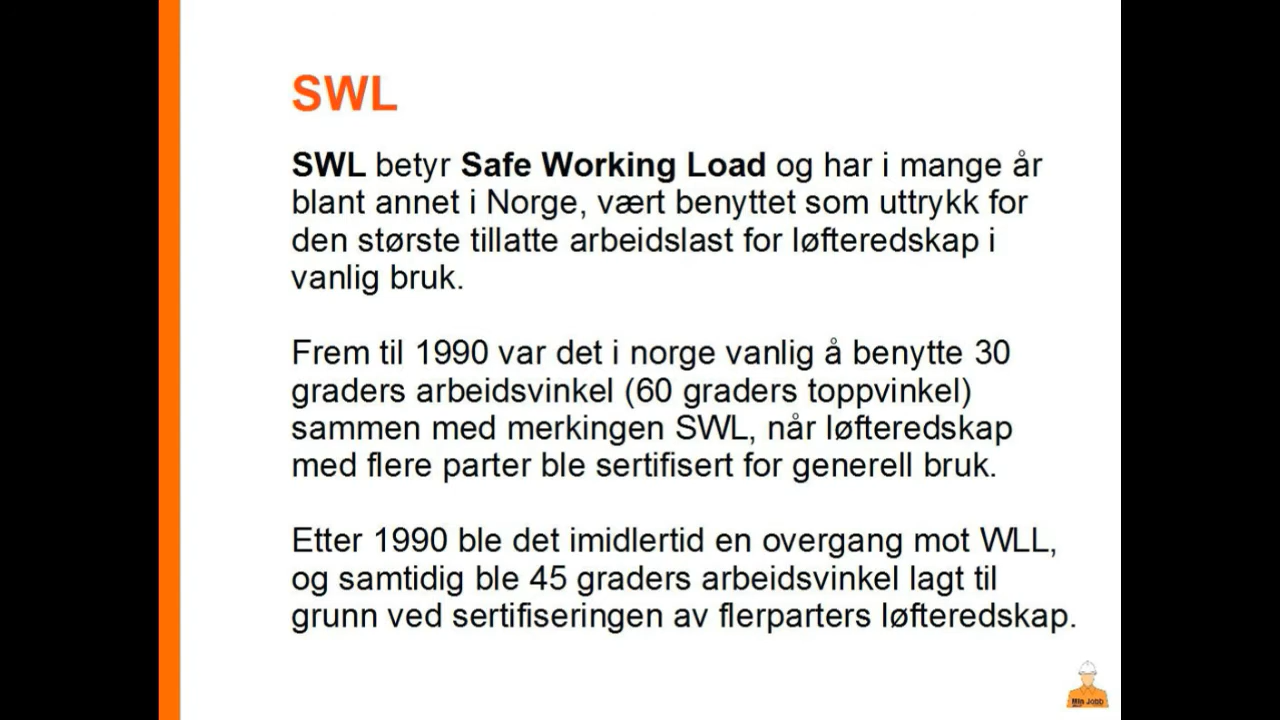 SWL
SWL betyr Safe Working Load og har i mange år
blant annet i Norge, vært benyttet som uttrykk for
den største tillatte arbeidslast for løfteredskap i
vanlig bruk.
Frem til 1990 var det i norge vanlig å benytte 30
graders arbeidsvinkel (60 graders toppvinkel)
sammen med merkingen SWL, når løfteredskap
med flere parter ble sertifisert for generell bruk.
Etter 1990 ble det imidlertid en overgang mot WLL,
og samtidig ble 45 graders arbeidsvinkel lagt til
grunn ved sertifiseringen av flerparters løfteredskap.
Min Jobb